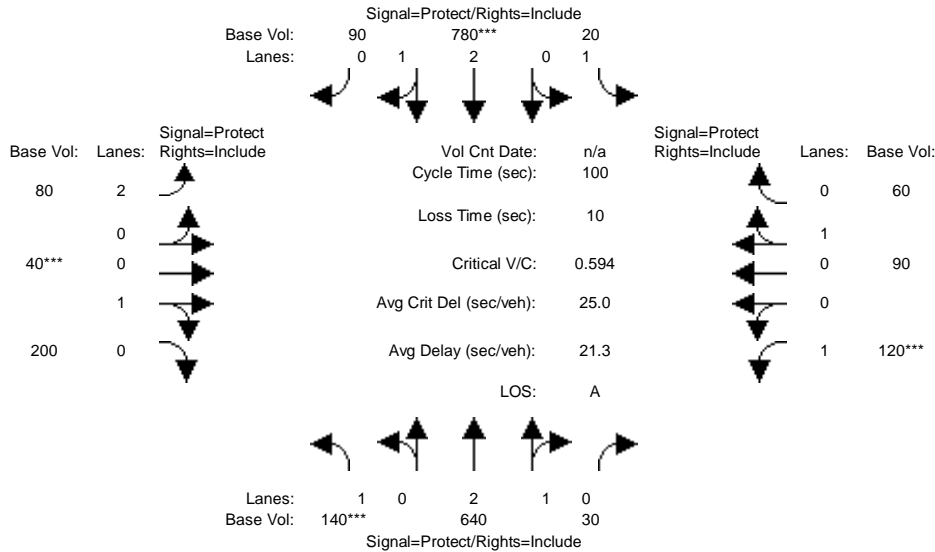 Signal=Protect/Rights=Include
Base Vol: 90 780*** 20
Lanes: 0 1 2 0 1
Signal=Protect
Base Vol: Lanes: Rights=Include
Vol Cnt Date: n/a
Signal=Protect
Rights=Include Lanes: Base Vol:
Cycle Time (sec): 100
80 2
0 60
Loss Time (sec): 10
0
1
40*** 0
Critical V/C: 0.594
0 90
1
Avg Crit Del (sec/veh): 25.0
0
200 0
Avg Delay (sec/veh): 21.3
1 120***
LOS: A
Lanes: 1 0 2 1 0
Base Vol: 140*** 640 30
Signal=Protect/Rights=Include